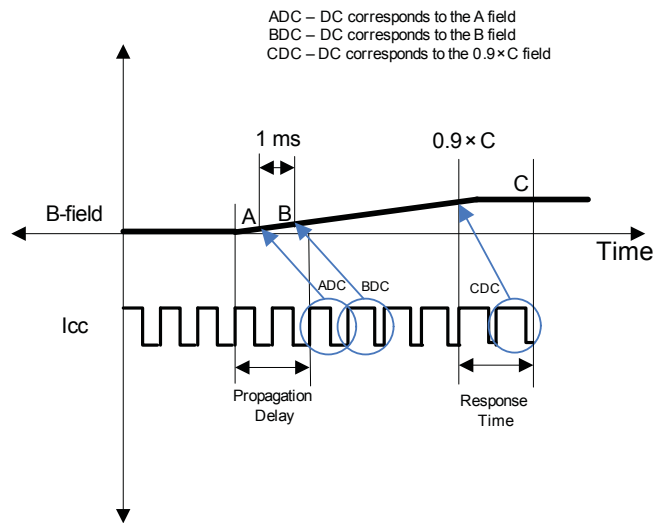 ADC – DC corresponds to the A field
BDC – DC corresponds to the B field
CDC – DC corresponds to the 0.9×C field
1 ms
0.9×C
A
B
C
B-field
Time
ADC
BDC
CDC
Icc
Propagation
Delay
Response
Time